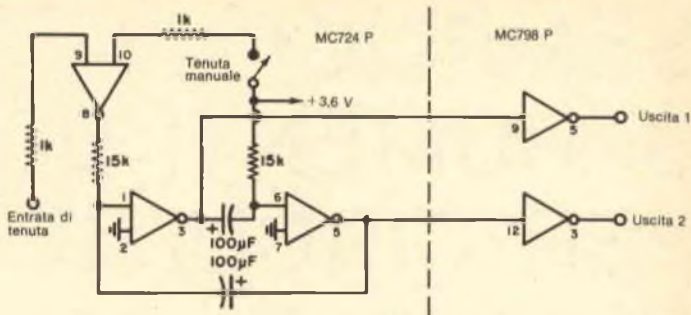 1k
MC724 P
MC798 P
9
10
Tenuta
manuale
+3,6 V
8
9
5
Uscita 1
1k
15k
15k
Entrata di
tenuta
1
2
3
+
100µF
100µF
+
6
7
5
12
3
Uscita 2